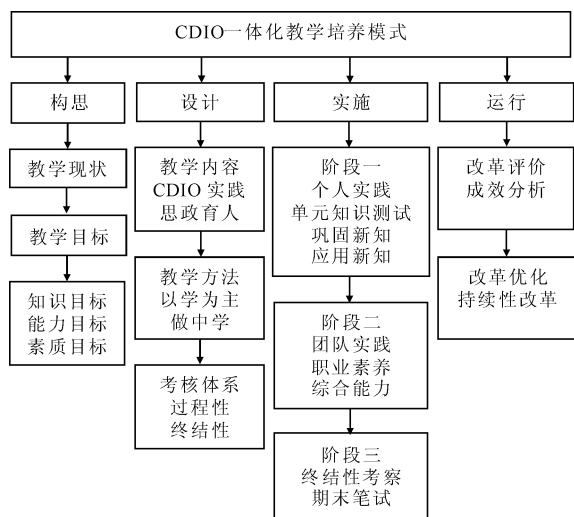 CDIO一体化教学培养模式
构思
设计
实施
运行
教学现状
教学目标
知识目标
能力目标
素质目标
教学内容
CDIO 实践
思政育人
教学方法
以学为主
做中学
考核体系
过程性
终结性
阶段一
个人实践
单元知识测试
巩固新知
应用新知
阶段二
团队实践
职业素养
综合能力
阶段三
终结性考察
期末笔试
改革评价
成效分析
改革优化
持续性改革